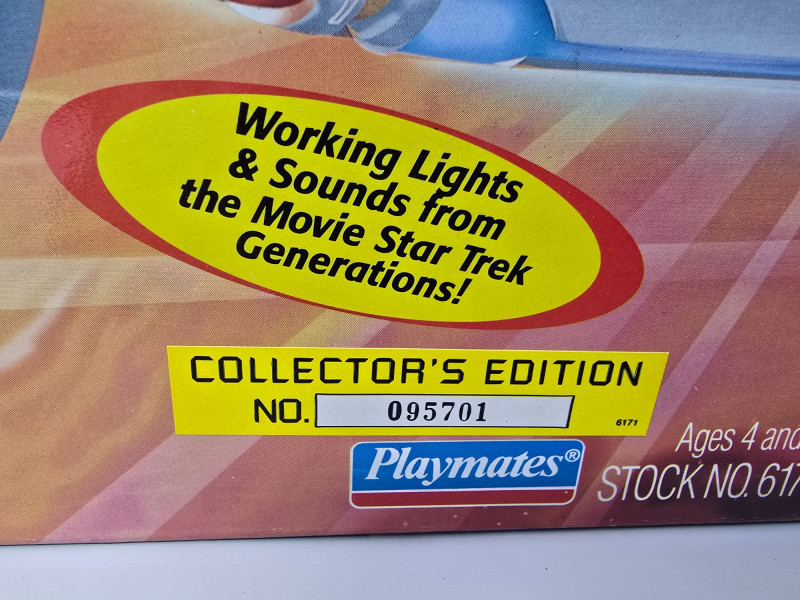 Working Lights
& Sounds from
the Movie Star Trek
Generations!
COLLECTOR'S EDITION
NO. 095701
6171
Playmates®
Ages 4 and
STOCK NO. 617